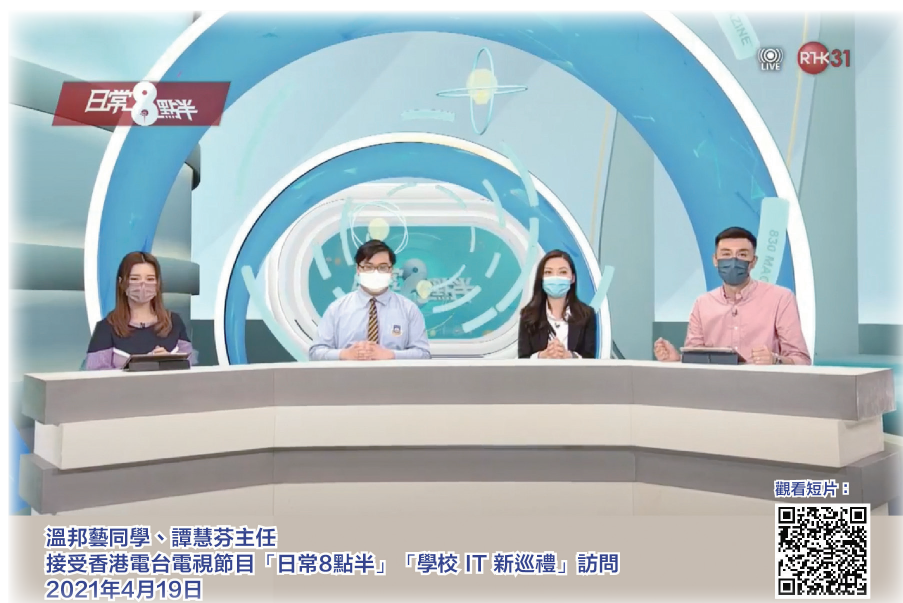 日常8點半
LIVE
RTHK31
830 MA
觀看短片：
溫邦藝同學、譚慧芬主任
接受香港電台電視節目「日常8點半」「學校 IT 新巡禮」訪問
2021年4月19日